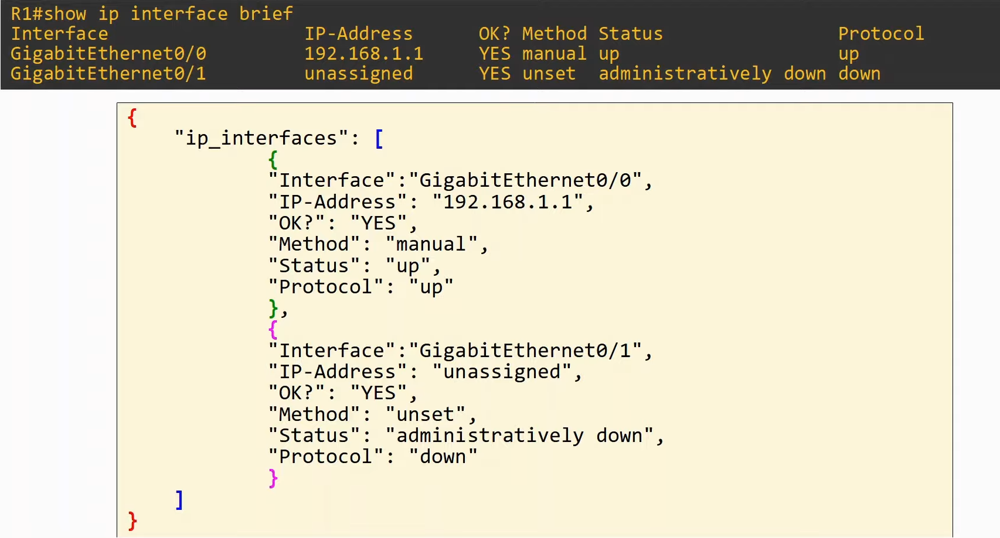 R1#show ip interface brief
Interface IP-Address OK? Method Status Protocol
GigabitEthernet0/0 192.168.1.1 YES manual up up
GigabitEthernet0/1 unassigned YES unset administratively down down
{
"ip_interfaces": [
{
"Interface":"GigabitEthernet0/0",
"IP-Address": "192.168.1.1",
"OK?": "YES",
"Method": "manual",
"Status": "up",
"Protocol": "up"
},
{
"Interface":"GigabitEthernet0/1",
"IP-Address": "unassigned",
"OK?": "YES",
"Method": "unset",
"Status": "administratively down",
"Protocol": "down"
}
]
}